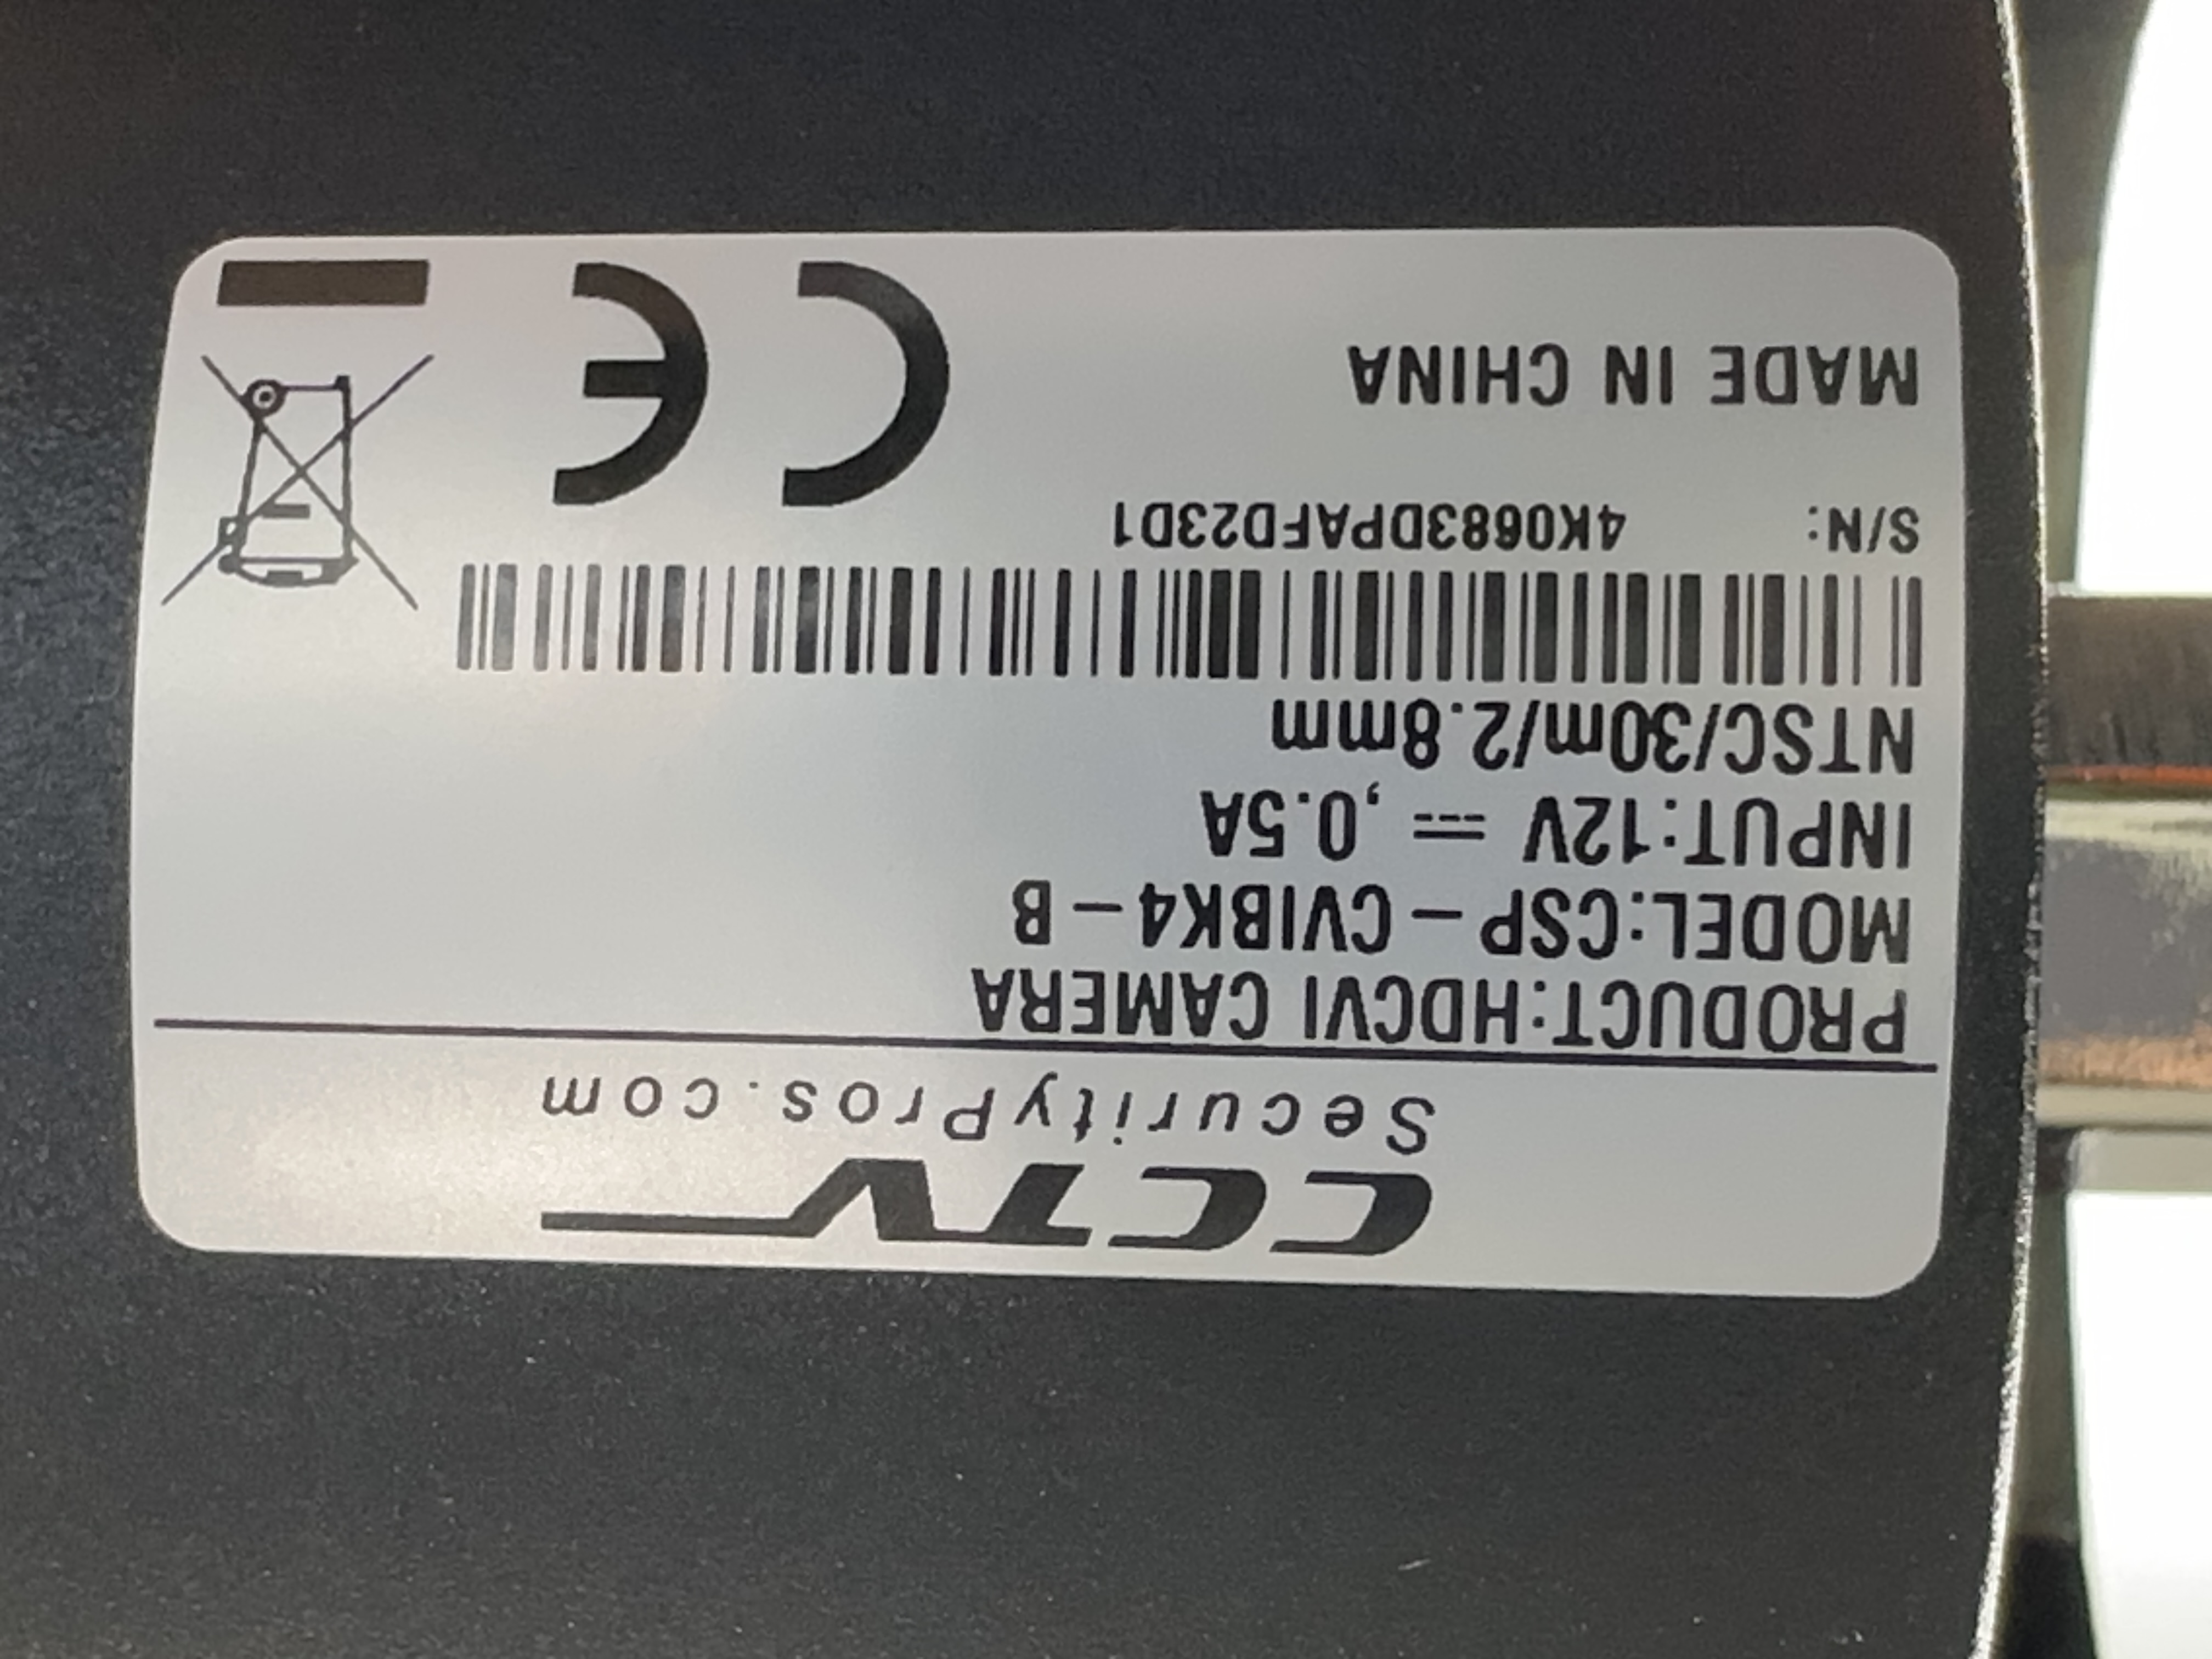 CCTV
SecurityPros.com
PRODUCT:HDCVI CAMERA
MODEL:CSP-CVIBK4-B
INPUT:12V ⎓ ,0.5A
NTSC/30m/2.8mm
S/N: 4K0683DPAFD23D1
MADE IN CHINA
CE